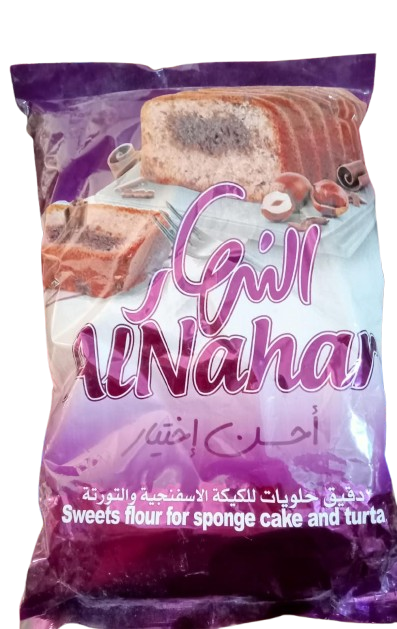 النهار
AlNahar
أحسن إختيار
دقيق حلويات للكيكة الاسفنجية والتورتة
Sweets flour for sponge cake and turta